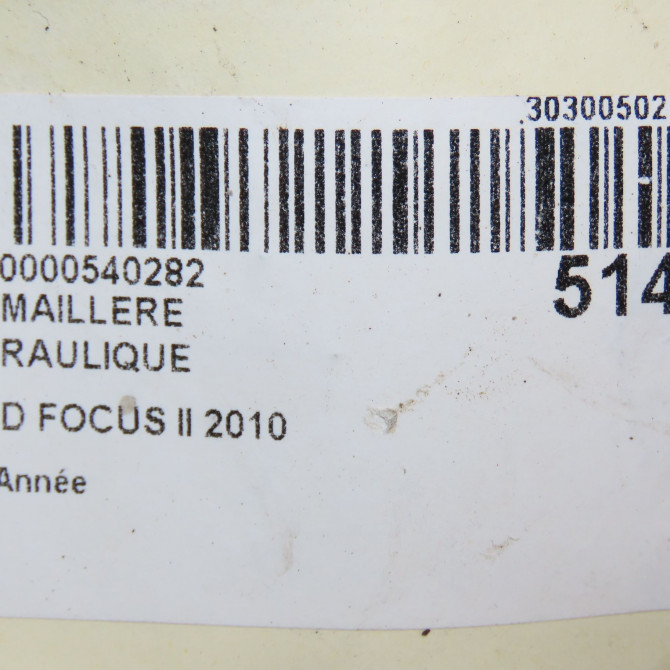 30300502
0000540282
514
MAILLERE
RAULIQUE
D FOCUS II 2010
Année